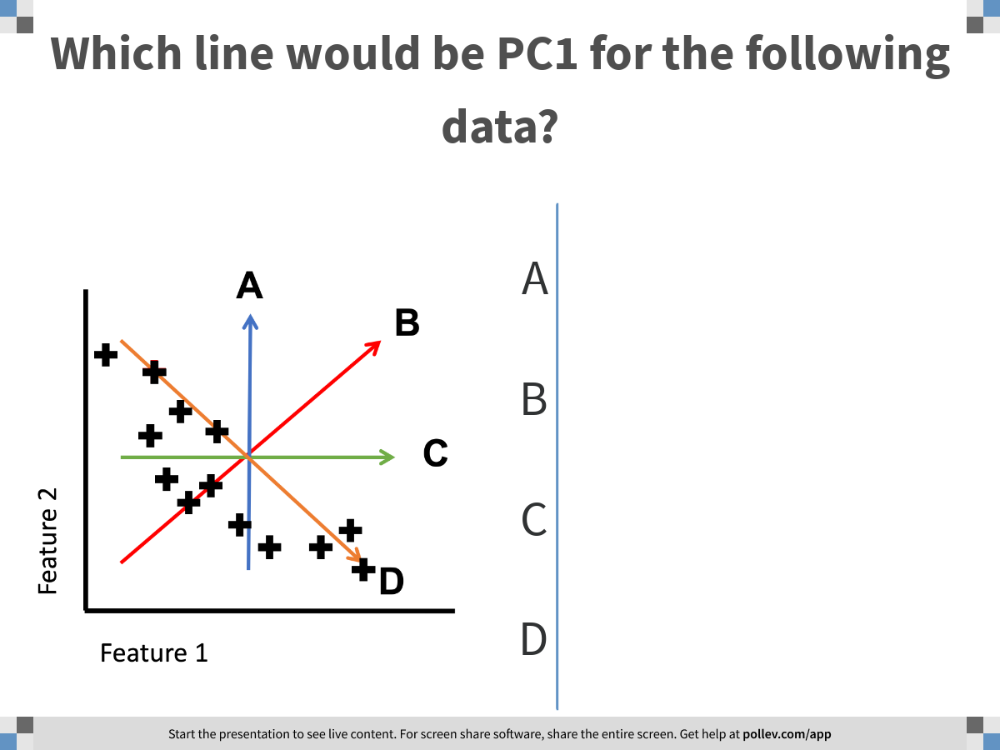 Which line would be PC1 for the following
data?
A
B
C
D
Feature 2
Feature 1
A
B
C
D
Start the presentation to see live content. For screen share software, share the entire screen. Get help at pollev.com/app